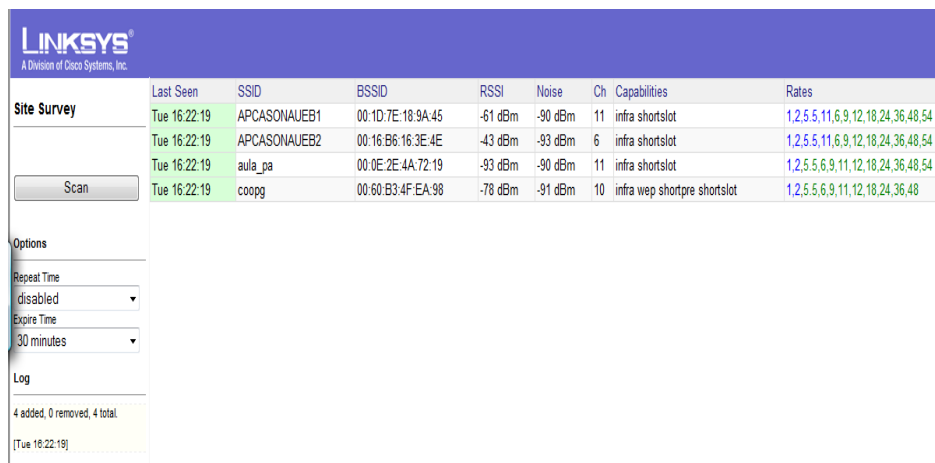 LINKSYS®
A Division of Cisco Systems, Inc.
Site Survey
Scan
Options
Repeat Time
disabled
Expire Time
30 minutes
Log
4 added, 0 removed, 4 total.
[Tue 16:22:19]
Last Seen SSID BSSID RSSI Noise Ch Capabilities Rates
Tue 16:22:19 APCASONAUEB1 00:1D:7E:18:9A:45 -61 dBm -90 dBm 11 infra shortslot 1,2,5.5,11,6,9,12,18,24,36,48,54
Tue 16:22:19 APCASONAUEB2 00:16:B6:16:3E:4E -43 dBm -93 dBm 6 infra shortslot 1,2,5.5,11,6,9,12,18,24,36,48,54
Tue 16:22:19 aula_pa 00:0E:2E:4A:72:19 -93 dBm -90 dBm 11 infra shortslot 1,2,5.5,6,9,11,12,18,24,36,48,54
Tue 16:22:19 coopg 00:60:B3:4F:EA:98 -78 dBm -91 dBm 10 infra wep shortpre shortslot 1,2,5.5,6,9,11,12,18,24,36,48